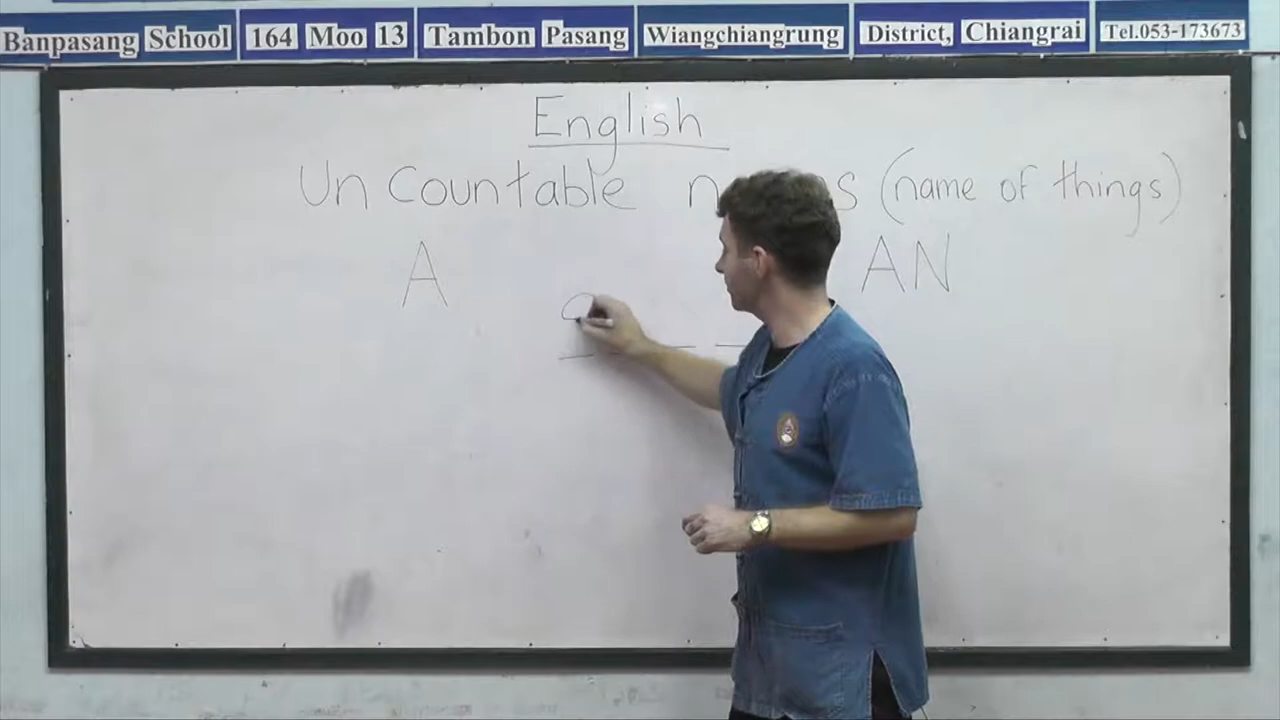 Banpasang School 164 Moo 13 Tambon Pasang Wiangchiangrung District, Chiangrai Tel.053-173673
English
Un Countable (name of things)
A AN